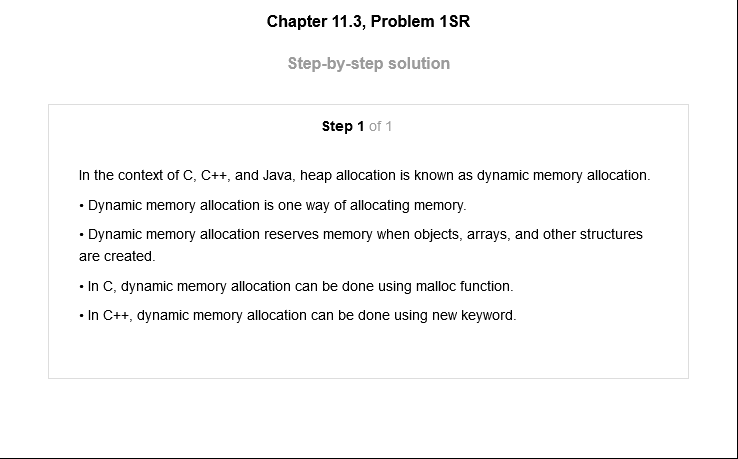 Chapter 11.3, Problem 1SR
Step-by-step solution
Step 1 of 1
In the context of C, C++, and Java, heap allocation is known as dynamic memory allocation.
• Dynamic memory allocation is one way of allocating memory.
• Dynamic memory allocation reserves memory when objects, arrays, and other structures
are created.
• In C, dynamic memory allocation can be done using malloc function.
• In C++, dynamic memory allocation can be done using new keyword.